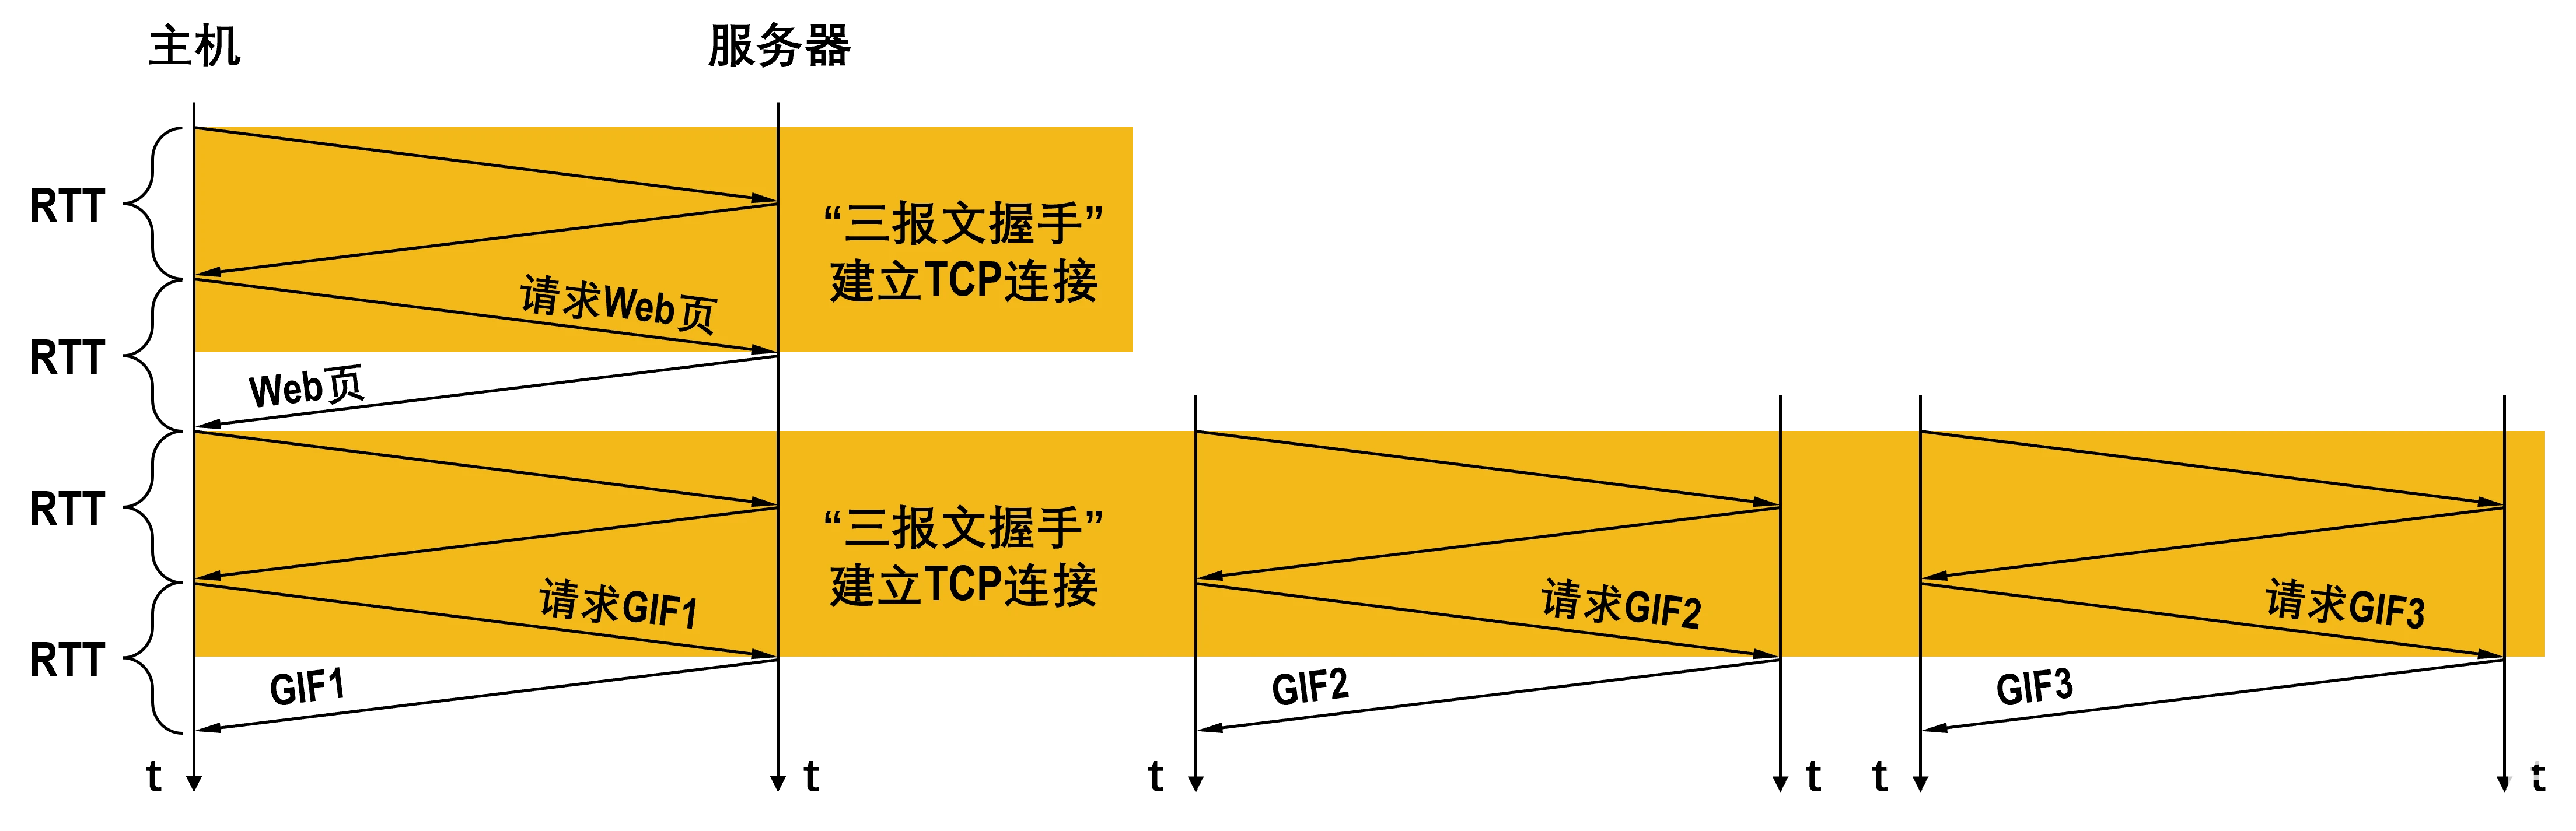 主机
服务器
RTT
“三报文握手”
建立TCP连接
请求Web页
RTT
Web页
RTT
“三报文握手”
建立TCP连接
请求GIF1
请求GIF2
请求GIF3
RTT
GIF1
GIF2
GIF3
t
t
t
t
t
t